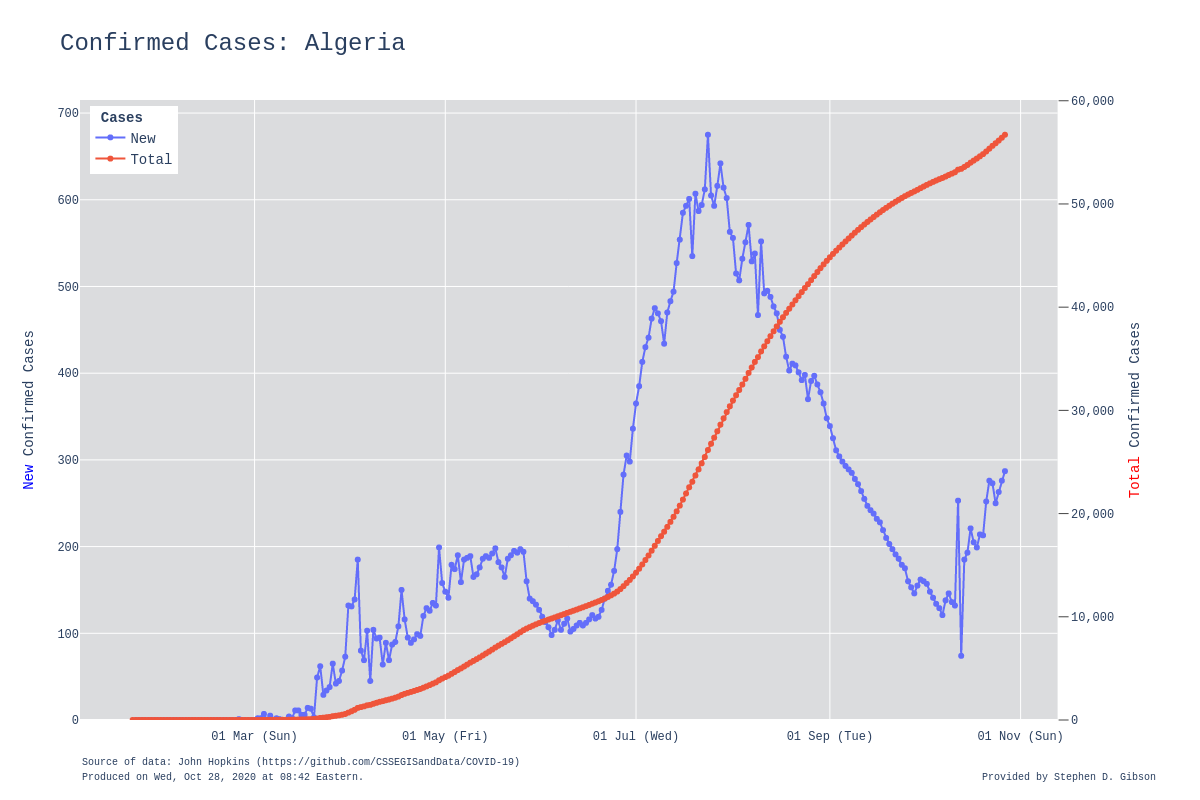 Confirmed Cases: Algeria
Cases
New
Total
700
600
500
400
300
200
100
0
60,000
50,000
40,000
30,000
20,000
10,000
0
New Confirmed Cases
Total Confirmed Cases
01 Mar (Sun)
01 May (Fri)
01 Jul (Wed)
01 Sep (Tue)
01 Nov (Sun)
Source of data: John Hopkins (https://github.com/CSSEGISandData/COVID-19)
Produced on Wed, Oct 28, 2020 at 08:42 Eastern.
Provided by Stephen D. Gibson